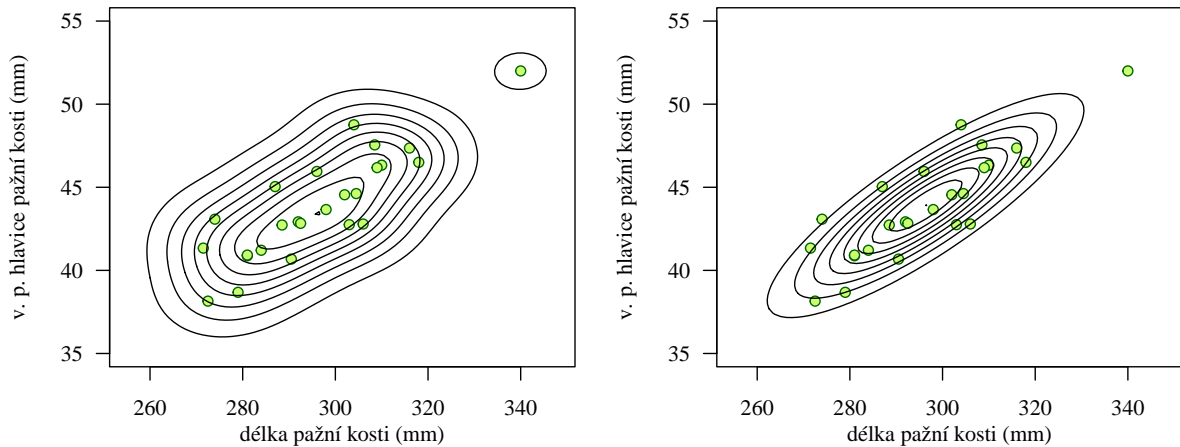 v. p. hlavice pažní kosti (mm)
55
50
45
40
35
260 280 300 320 340
délka pažní kosti (mm)
v. p. hlavice pažní kosti (mm)
55
50
45
40
35
260 280 300 320 340
délka pažní kosti (mm)